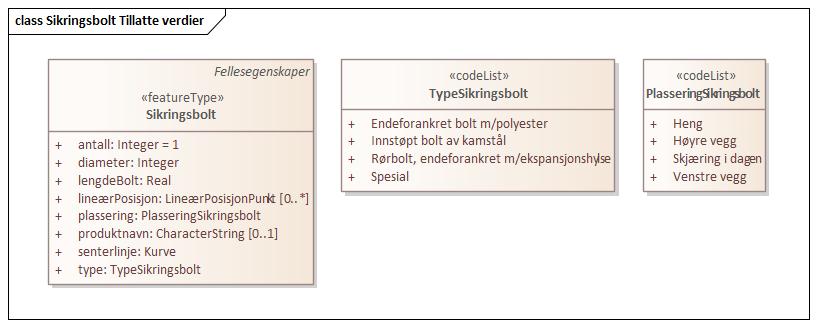 class Sikringsbolt Tillatte verdier
Fellesegenskaper
«featureType»
Sikringsbolt
+ antall: Integer = 1
+ diameter: Integer
+ lengdeBolt: Real
+ lineærPosisjon: LineærPosisjonPunkt [0..*]
+ plassering: PlasseringSikringsbolt
+ produktnavn: CharacterString [0..1]
+ senterlinje: Kurve
+ type: TypeSikringsbolt
«codeList»
TypeSikringsbolt
+ Endeforankret bolt m/polyester
+ Innstøpt bolt av kamstål
+ Rørbolt, endeforankret m/ekspansjonshylse
+ Spesial
«codeList»
PlasseringSikringsbolt
+ Heng
+ Høyre vegg
+ Skjæring i dagen
+ Venstre vegg